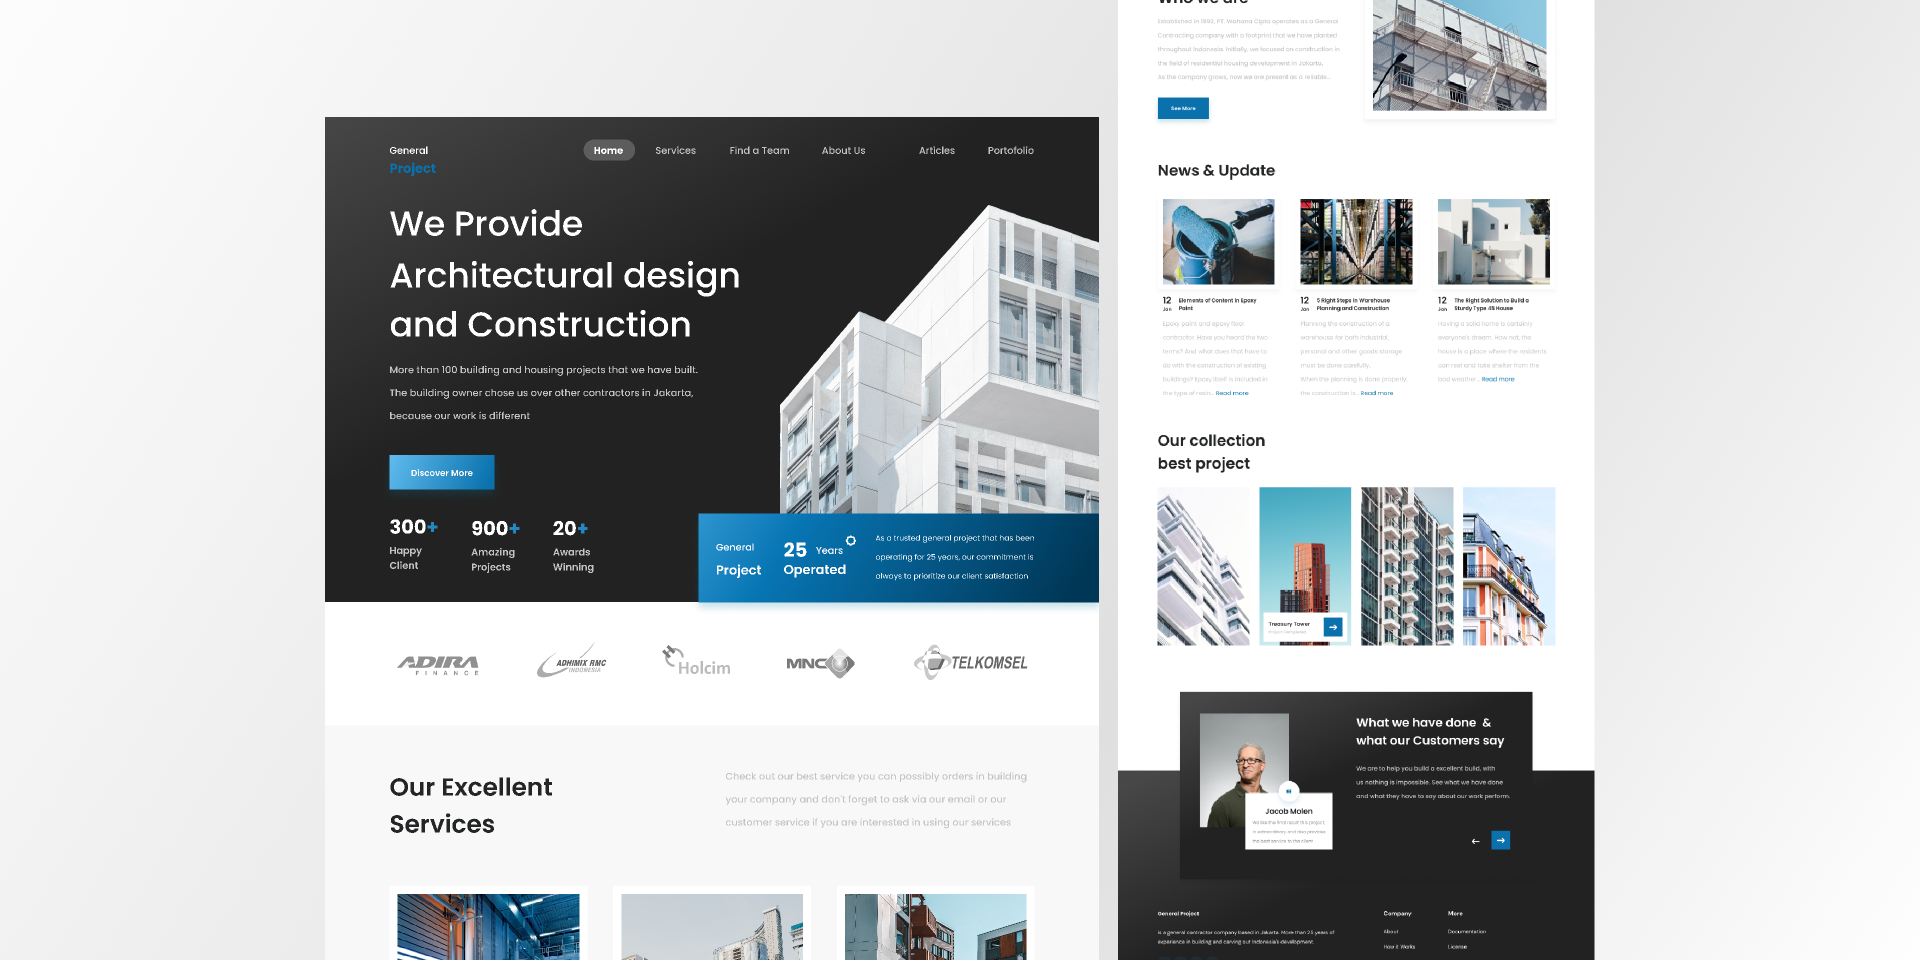 General
Project
Home
Services
Find a Team
About Us
Articles
Portofolio
We Provide
Architectural design
and Construction
More than 100 building and housing projects that we have built.
The building owner chose us over other contractors in Jakarta,
because our work is different
Discover More
300+
Happy
Client
900+
Amazing
Projects
20+
Awards
Winning
General
Project
25 Years
Operated
As a trusted general project that has been
operating for 25 years, our commitment is
always to prioritize our client satisfaction
ADIRA
FINANCE
ADHIMIX RMC
INDONESIA
Holcim
MNC
TELKOMSEL
Our Excellent
Services
Check out our best service you can possibly orders in building
your company and don't forget to ask via our email or our
customer service if you are interested in using our services
Who we are
Established in 1992, PT. Wattuma Cipta operates as a General
Contracting company with a footprint that we have planted
throughout Indonesia. Initially, we focused on construction in
the field of residential housing development in Jakarta.
As the company grows, now we are present as a reliable...
See More
News & Update
12
Jan
Elements of Content in Epoxy
Paint
Epoxy paint and epoxy floor
contractor. Have you heard the two
terms? And what does that have to
do with the construction of existing
buildings? Epoxy itself is included in
the type of resin... Read more
12
Jan
5 Right Steps in Warehouse
Planning and Construction
Planning the construction of a
warehouse for both industrial,
personal and other goods storage
must be done carefully.
When the planning is done properly,
the construction is... Read more
12
Jan
The Right Solution to Build a
Sturdy Type 45 House
Having a solid home is certainly
everyone's dream. How not, the
house is a place where the residents
can rest and take shelter from the
bad weather... Read more
Our collection
best project
Treasury Tower
Project Completed
What we have done &
what our Customers say
We are to help you build a excellent build, with
us nothing is impossible. See what we have done
and what they have to say about our work perform.
Jacob Molen
We like the final result this project,
is extraordinary and also provides
the best service to the client
General Project
is a general contractor company based in Jakarta. More than 25 years of
experience in building and carving out Indonesia's development.
Company
About
How it Works
More
Documentation
License